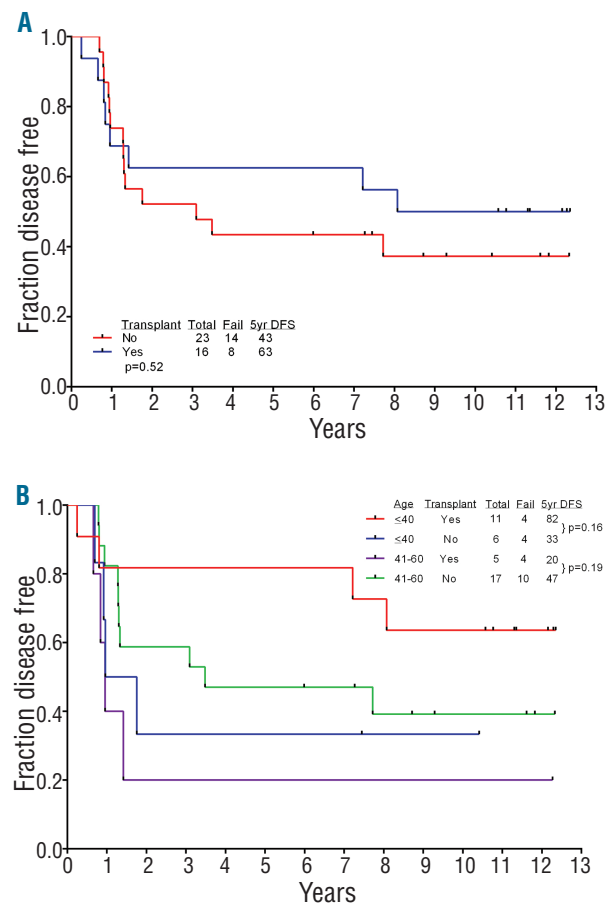 A
Fraction disease free
1.0
0.8
0.6
0.4
0.2
0.0
Transplant Total Fail 5yr DFS
No 23 14 43
Yes 16 8 63
p=0.52
0 1 2 3 4 5 6 7 8 9 10 11 12 13
Years
B
Fraction disease free
1.0
0.8
0.6
0.4
0.2
0.0
Age Transplant Total Fail 5yr DFS
≤40 Yes 11 4 82
} p=0.16
≤40 No 6 4 33
41-60 Yes 5 4 20
} p=0.19
41-60 No 17 10 47
0 1 2 3 4 5 6 7 8 9 10 11 12 13
Years